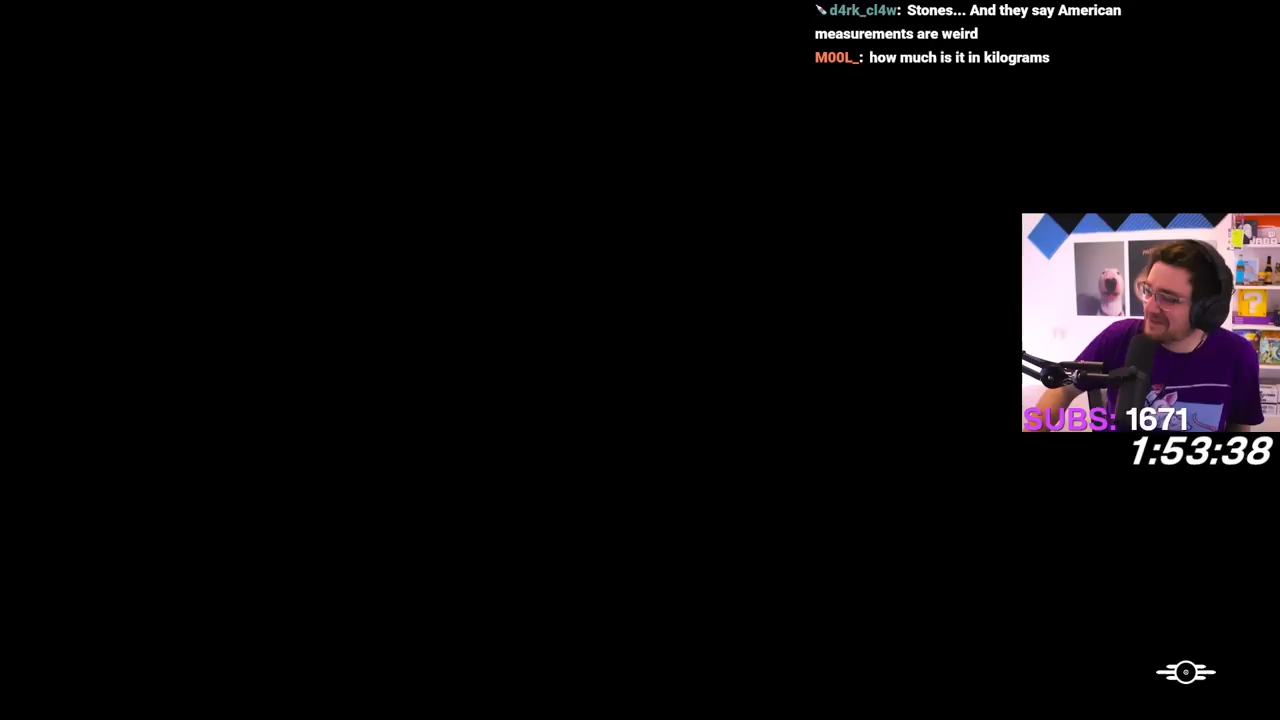 d4rk_cl4w: Stones... And they say American
measurements are weird
M00L_: how much is it in kilograms
SUBS: 1671
1:53:38